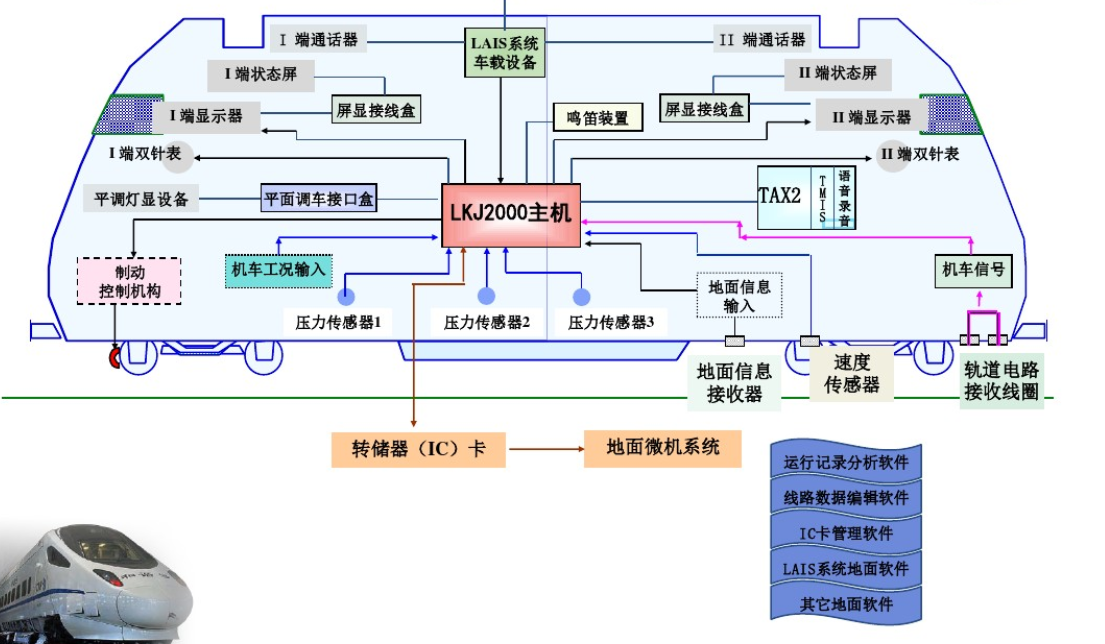 I 端通话器
LAIS系统
车载设备
II 端通话器
I 端状态屏
II 端状态屏
I 端显示器
屏显接线盒
鸣笛装置
屏显接线盒
II 端显示器
I 端双针表
II 端双针表
平调灯显设备
平面调车接口盒
LKJ2000主机
TAX2
TMIS
语音录音
机车工况输入
制动
控制机构
地面信息
输入
机车信号
压力传感器1
压力传感器2
压力传感器3
地面信息
接收器
速度
传感器
轨道电路
接收线圈
转储器（IC）卡
地面微机系统
运行记录分析软件
线路数据编辑软件
IC卡管理软件
LAIS系统地面软件
其它地面软件